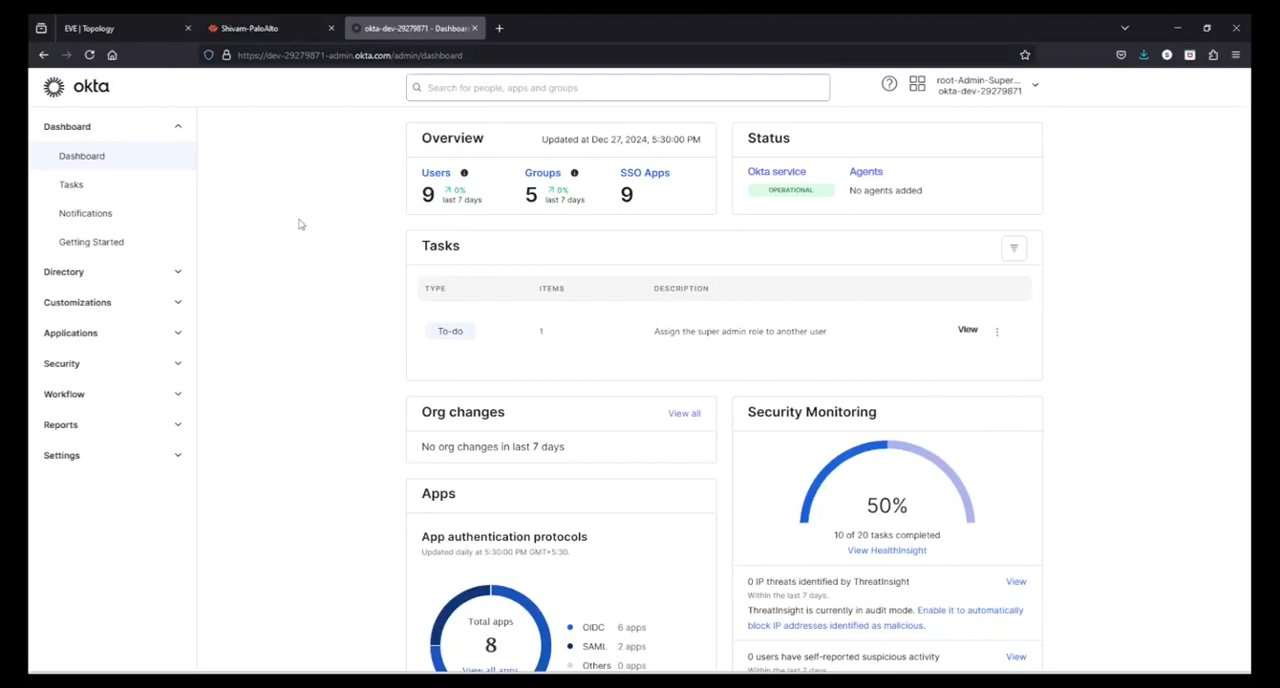 EVE | Topology
Shivam-PaloAlto
okta-dev-29279871 - Dashboar
https://dev-29279871-admin.okta.com/admin/dashboard
okta
Search for people, apps and groups
root-Admin-Super...
okta-dev-29279871
Dashboard
Dashboard
Tasks
Notifications
Getting Started
Directory
Customizations
Applications
Security
Workflow
Reports
Settings
Overview
Updated at Dec 27, 2024, 5:30:00 PM
Users
9
0%
last 7 days
Groups
5
0%
last 7 days
SSO Apps
9
Status
Okta service
OPERATIONAL
Agents
No agents added
Tasks
TYPE ITEMS DESCRIPTION
To-do 1 Assign the super admin role to another user View
Org changes
View all
No org changes in last 7 days
Apps
App authentication protocols
Updated daily at 5:30:00 PM GMT+5:30.
Total apps
8
View all apps
OIDC 6 apps
SAML 2 apps
Others 0 apps
Security Monitoring
50%
10 of 20 tasks completed
View HealthInsight
0 IP threats identified by ThreatInsight View
Within the last 7 days.
ThreatInsight is currently in audit mode. Enable it to automatically
block IP addresses identified as malicious.
0 users have self-reported suspicious activity View
Within the last 7 days.